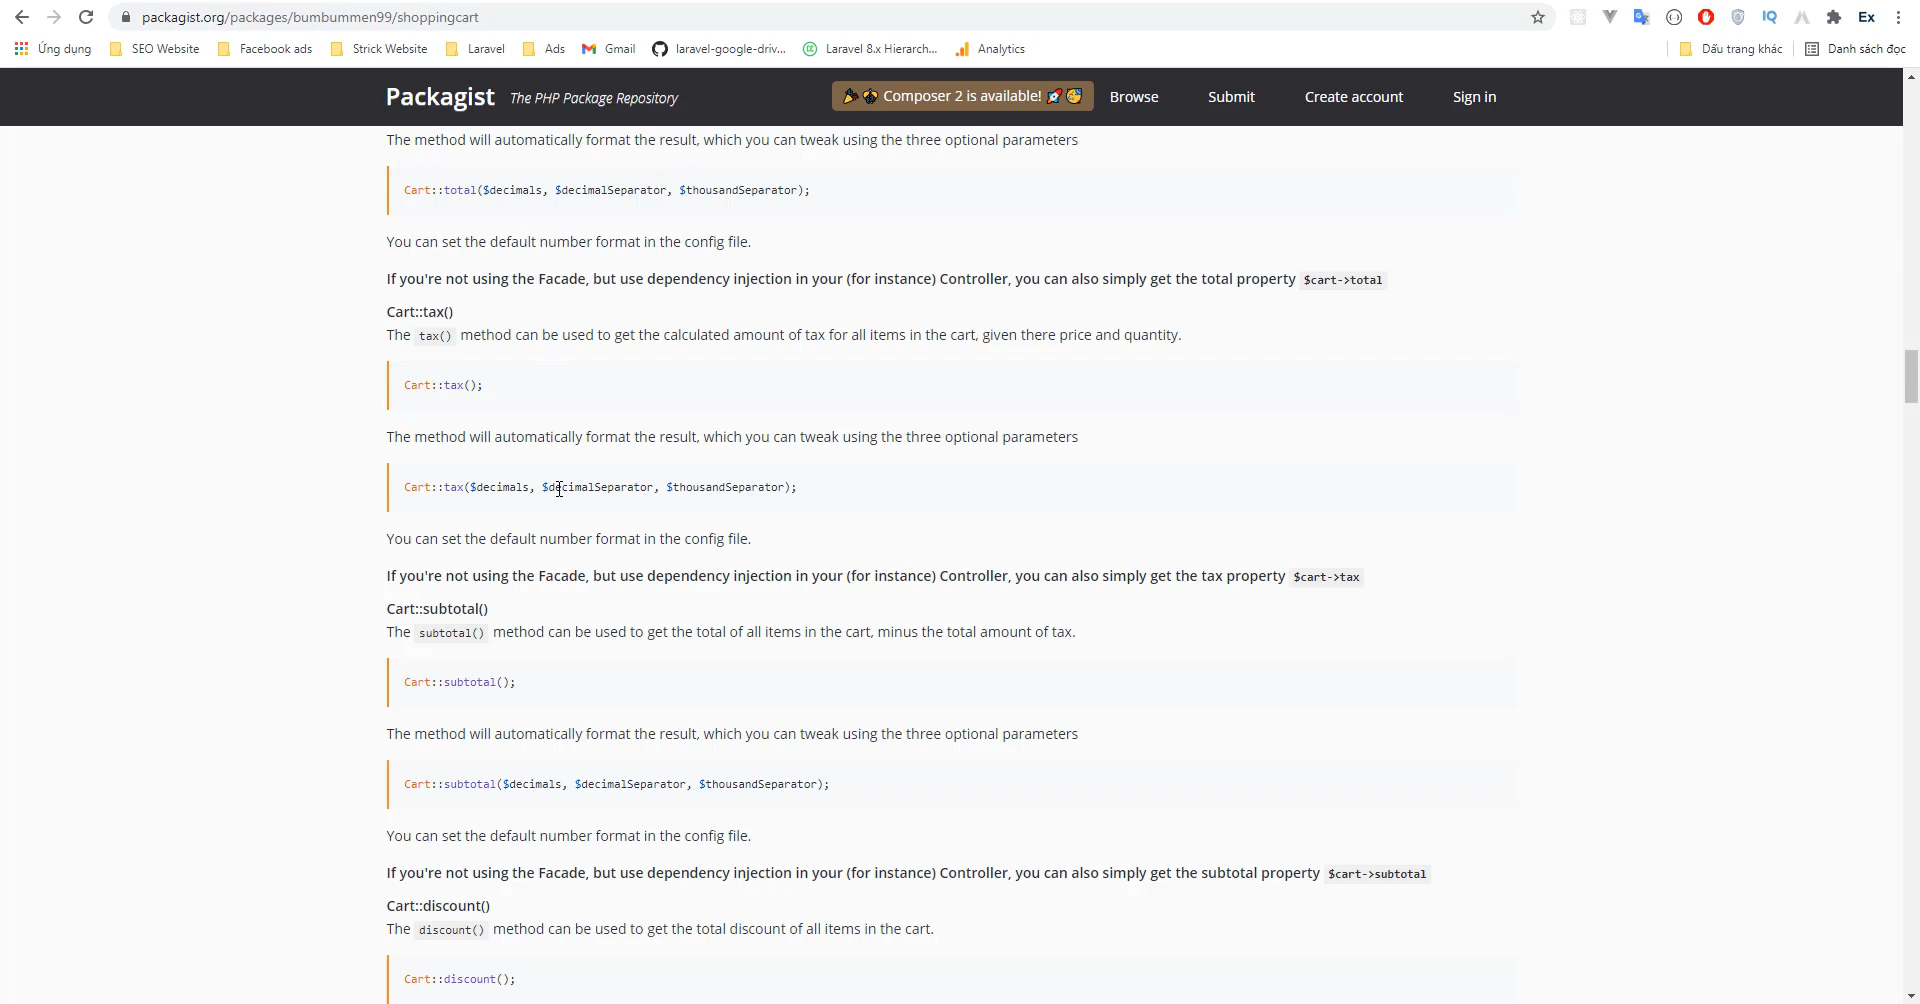 packagist.org/packages/bumbummen99/shoppingcart
IQ
Ex
Ứng dụng
SEO Website
Facebook ads
Strick Website
Laravel
Ads
Gmail
laravel-google-driv...
Laravel 8.x Hierarch...
Analytics
Dấu trang khác
Danh sách đọc
Packagist The PHP Package Repository
Composer 2 is available!
Browse
Submit
Create account
Sign in
The method will automatically format the result, which you can tweak using the three optional parameters
Cart::total($decimals, $decimalSeparator, $thousandSeparator);
You can set the default number format in the config file.
If you're not using the Facade, but use dependency injection in your (for instance) Controller, you can also simply get the total property $cart->total
Cart::tax()
The tax() method can be used to get the calculated amount of tax for all items in the cart, given there price and quantity.
Cart::tax();
The method will automatically format the result, which you can tweak using the three optional parameters
Cart::tax($decimals, $decimalSeparator, $thousandSeparator);
You can set the default number format in the config file.
If you're not using the Facade, but use dependency injection in your (for instance) Controller, you can also simply get the tax property $cart->tax
Cart::subtotal()
The subtotal() method can be used to get the total of all items in the cart, minus the total amount of tax.
Cart::subtotal();
The method will automatically format the result, which you can tweak using the three optional parameters
Cart::subtotal($decimals, $decimalSeparator, $thousandSeparator);
You can set the default number format in the config file.
If you're not using the Facade, but use dependency injection in your (for instance) Controller, you can also simply get the subtotal property $cart->subtotal
Cart::discount()
The discount() method can be used to get the total discount of all items in the cart.
Cart::discount();